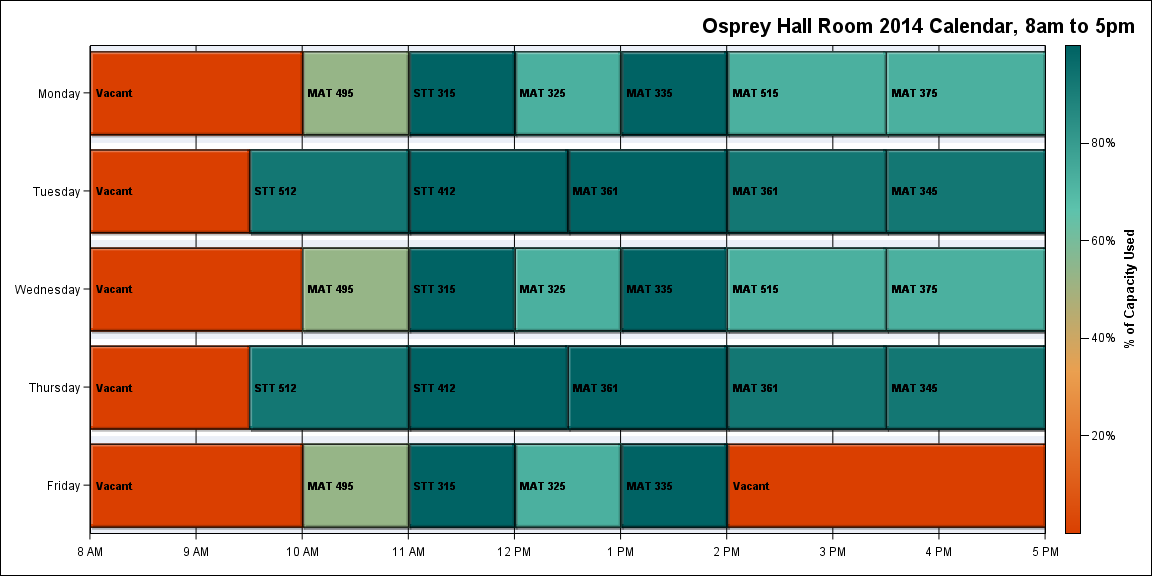 Osprey Hall Room 2014 Calendar, 8am to 5pm
Monday
Vacant
MAT 495
STT 315
MAT 325
MAT 335
MAT 515
MAT 375
Tuesday
Vacant
STT 512
STT 412
MAT 361
MAT 361
MAT 345
Wednesday
Vacant
MAT 495
STT 315
MAT 325
MAT 335
MAT 515
MAT 375
Thursday
Vacant
STT 512
STT 412
MAT 361
MAT 361
MAT 345
Friday
Vacant
MAT 495
STT 315
MAT 325
MAT 335
Vacant
8 AM
9 AM
10 AM
11 AM
12 PM
1 PM
2 PM
3 PM
4 PM
5 PM
80%
60%
40%
20%
% of Capacity Used